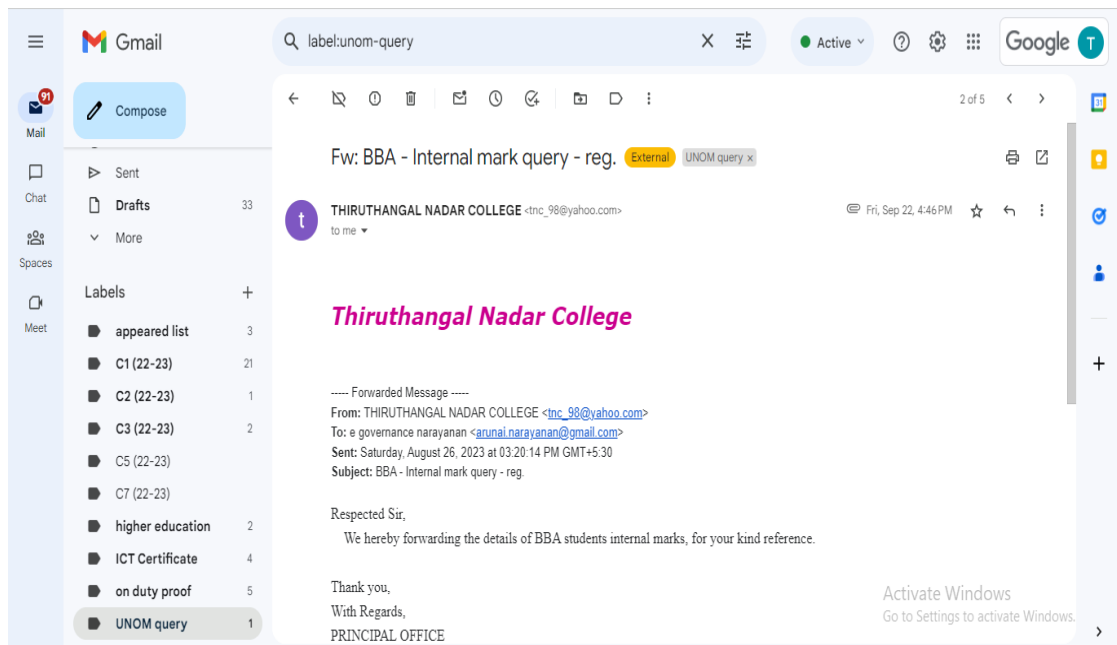 Gmail
label:unom-query
Active
Google
T
91
Mail
Chat
Spaces
Meet
Compose
Sent
Drafts 33
More
Labels
appeared list 3
C1 (22-23) 21
C2 (22-23) 1
C3 (22-23) 2
C5 (22-23)
C7 (22-23)
higher education 2
ICT Certificate 4
on duty proof 5
UNOM query 1
2 of 5
31
Fw: BBA - Internal mark query - reg. External UNOM query x
t
THIRUTHANGAL NADAR COLLEGE <tnc_98@yahoo.com> Fri, Sep 22, 4:46 PM
to me
Thiruthangal Nadar College
----- Forwarded Message -----
From: THIRUTHANGAL NADAR COLLEGE <tnc_98@yahoo.com>
To: e governance narayanan <arunai.narayanan@gmail.com>
Sent: Saturday, August 26, 2023 at 03:20:14 PM GMT+5:30
Subject: BBA - Internal mark query - reg.
Respected Sir,
We hereby forwarding the details of BBA students internal marks, for your kind reference.
Thank you,
With Regards,
PRINCIPAL OFFICE
Activate Windows
Go to Settings to activate Windows.